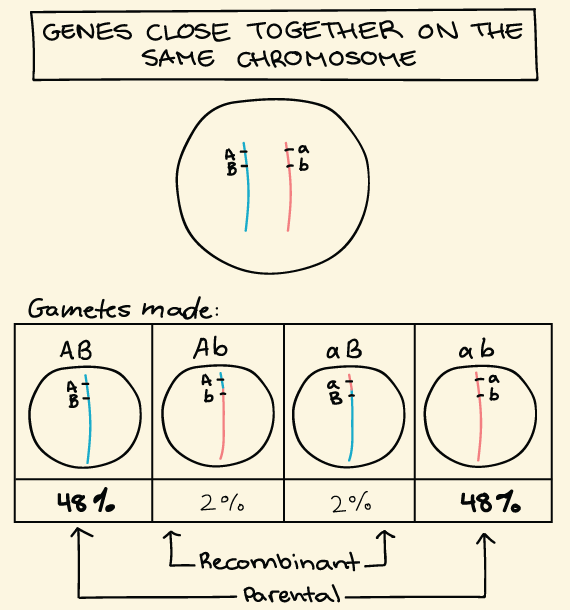 GENES CLOSE TOGETHER ON THE
SAME CHROMOSOME
A a
B b
Gametes made:
AB Ab aB ab
A A a a
B b B b
48% 2% 2% 48%
Recombinant
Parental